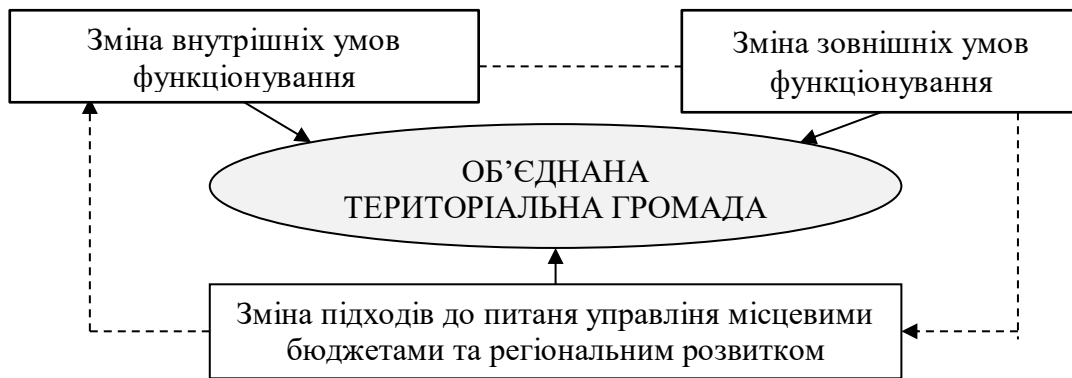 Зміна внутрішніх умов
функціонування
Зміна зовнішніх умов
функціонування
ОБ’ЄДНАНА
ТЕРИТОРІАЛЬНА ГРОМАДА
Зміна підходів до питаня управліня місцевими
бюджетами та регіональним розвитком